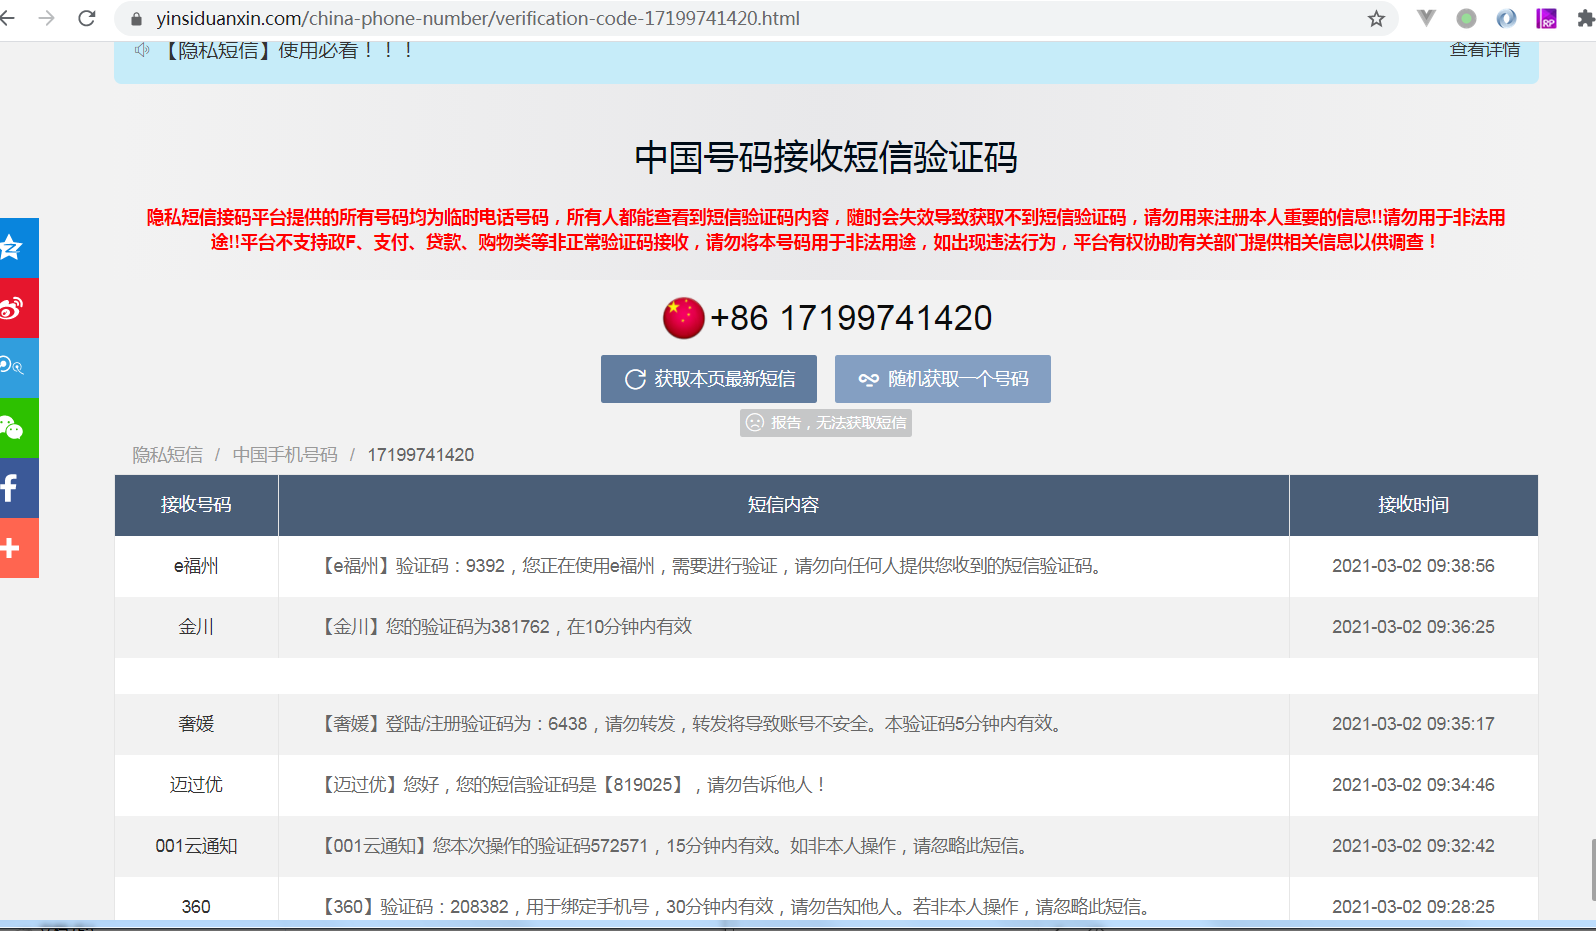 yinsiduanxin.com/china-phone-number/verification-code-17199741420.html
【隐私短信】使用必看！！！
查看详情
中国号码接收短信验证码
隐私短信接码平台提供的所有号码均为临时电话号码，所有人都能查看到短信验证码内容，随时会失效导致获取不到短信验证码，请勿用来注册本人重要的信息!!请勿用于非法用
途!!平台不支持政F、支付、贷款、购物类等非正常验证码接收，请勿将本号码用于非法用途，如出现违法行为，平台有权协助有关部门提供相关信息以供调查！
+86 17199741420
获取本页最新短信
随机获取一个号码
报告，无法获取短信
隐私短信 / 中国手机号码 / 17199741420
接收号码 短信内容 接收时间
e福州 【e福州】验证码：9392，您正在使用e福州，需要进行验证，请勿向任何人提供您收到的短信验证码。 2021-03-02 09:38:56
金川 【金川】您的验证码为381762，在10分钟内有效 2021-03-02 09:36:25
奢媛 【奢媛】登陆/注册验证码为：6438，请勿转发，转发将导致账号不安全。本验证码5分钟内有效。 2021-03-02 09:35:17
迈过优 【迈过优】您好，您的短信验证码是【819025】，请勿告诉他人！ 2021-03-02 09:34:46
001云通知 【001云通知】您本次操作的验证码572571，15分钟内有效。如非本人操作，请忽略此短信。 2021-03-02 09:32:42
360 【360】验证码：208382，用于绑定手机号，30分钟内有效，请勿告知他人。若非本人操作，请忽略此短信。 2021-03-02 09:28:25